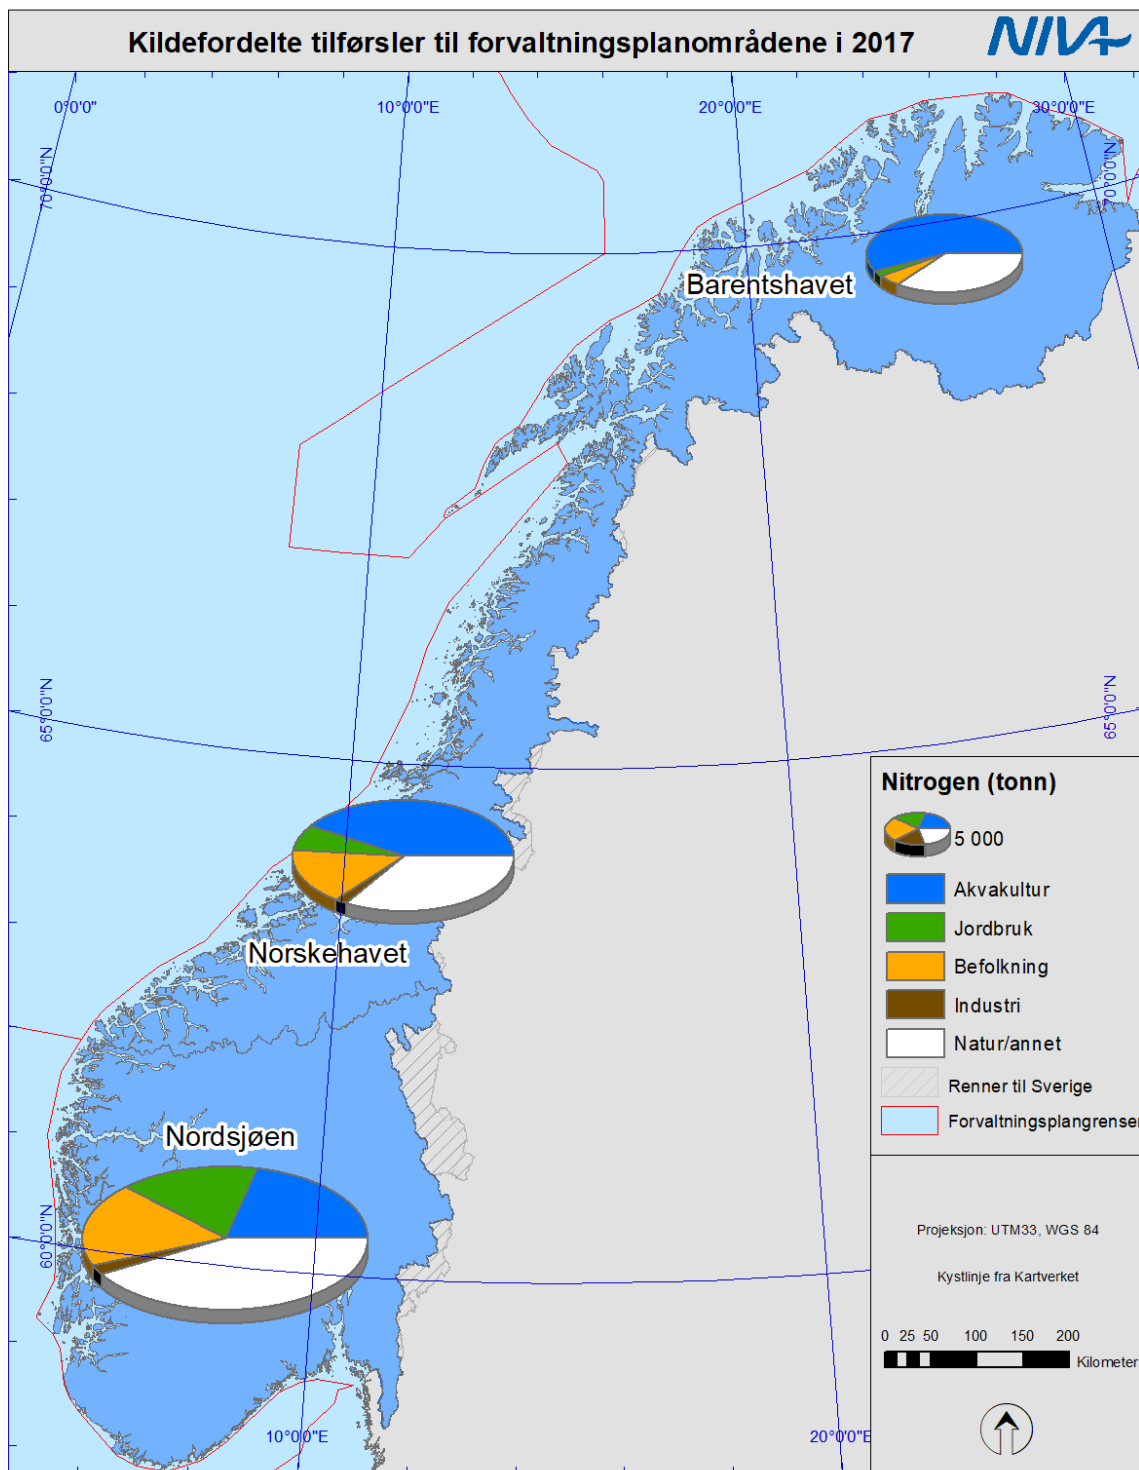 Kildefordelte tilførsler til forvaltningsplanområdene i 2017
NIVA
0°0'0"
10°0'0"E
20°0'0"E
30°0'0"E
70°0'0"N
70°0'0"N
Barentshavet
65°0'0"N
65°0'0"N
Norskehavet
Nordsjøen
60°0'0"N
10°0'0"E
20°0'0"E
Nitrogen (tonn)
5 000
Akvakultur
Jordbruk
Befolkning
Industri
Natur/annet
Renner til Sverige
Forvaltningsplangrenser
Projeksjon: UTM33, WGS 84
Kystlinje fra Kartverket
0 25 50 100 150 200
Kilometer